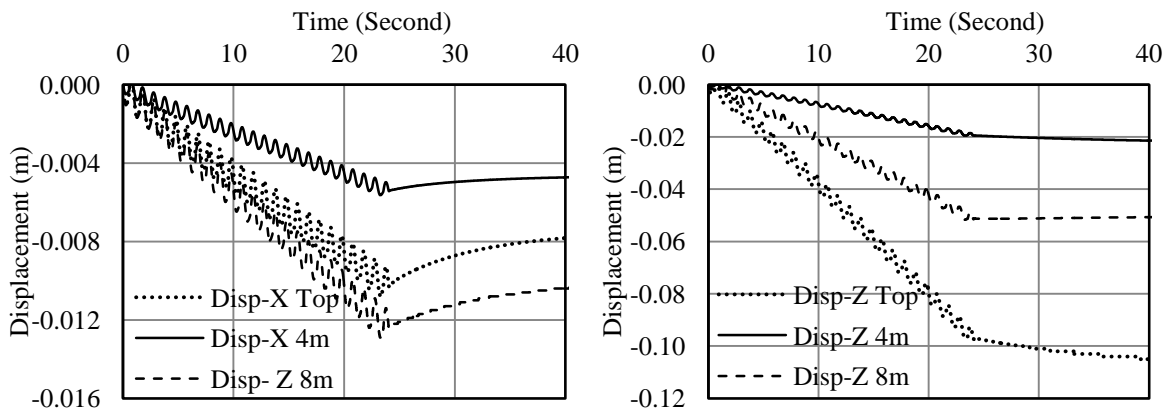 Time (Second)
0 10 20 30 40
0.000
-0.004
-0.008
-0.012
-0.016
Displacement (m)
Disp-X Top
Disp-X 4m
Disp- Z 8m
Time (Second)
0 10 20 30 40
0.00
-0.02
-0.04
-0.06
-0.08
-0.10
-0.12
Displacement (m)
Disp-Z Top
Disp-Z 4m
Disp-Z 8m